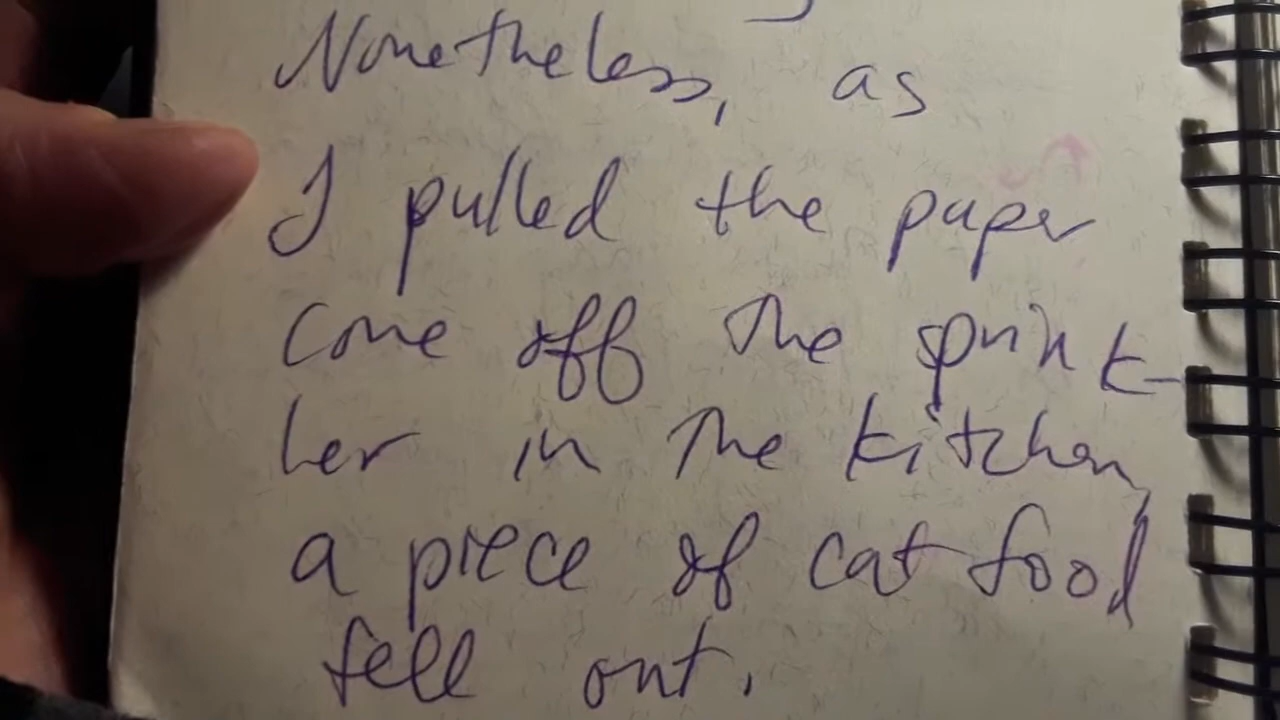 Nonetheless, as
I pulled the paper
cone off the sprink-
ler in the kitchen,
a piece of cat food
fell out.